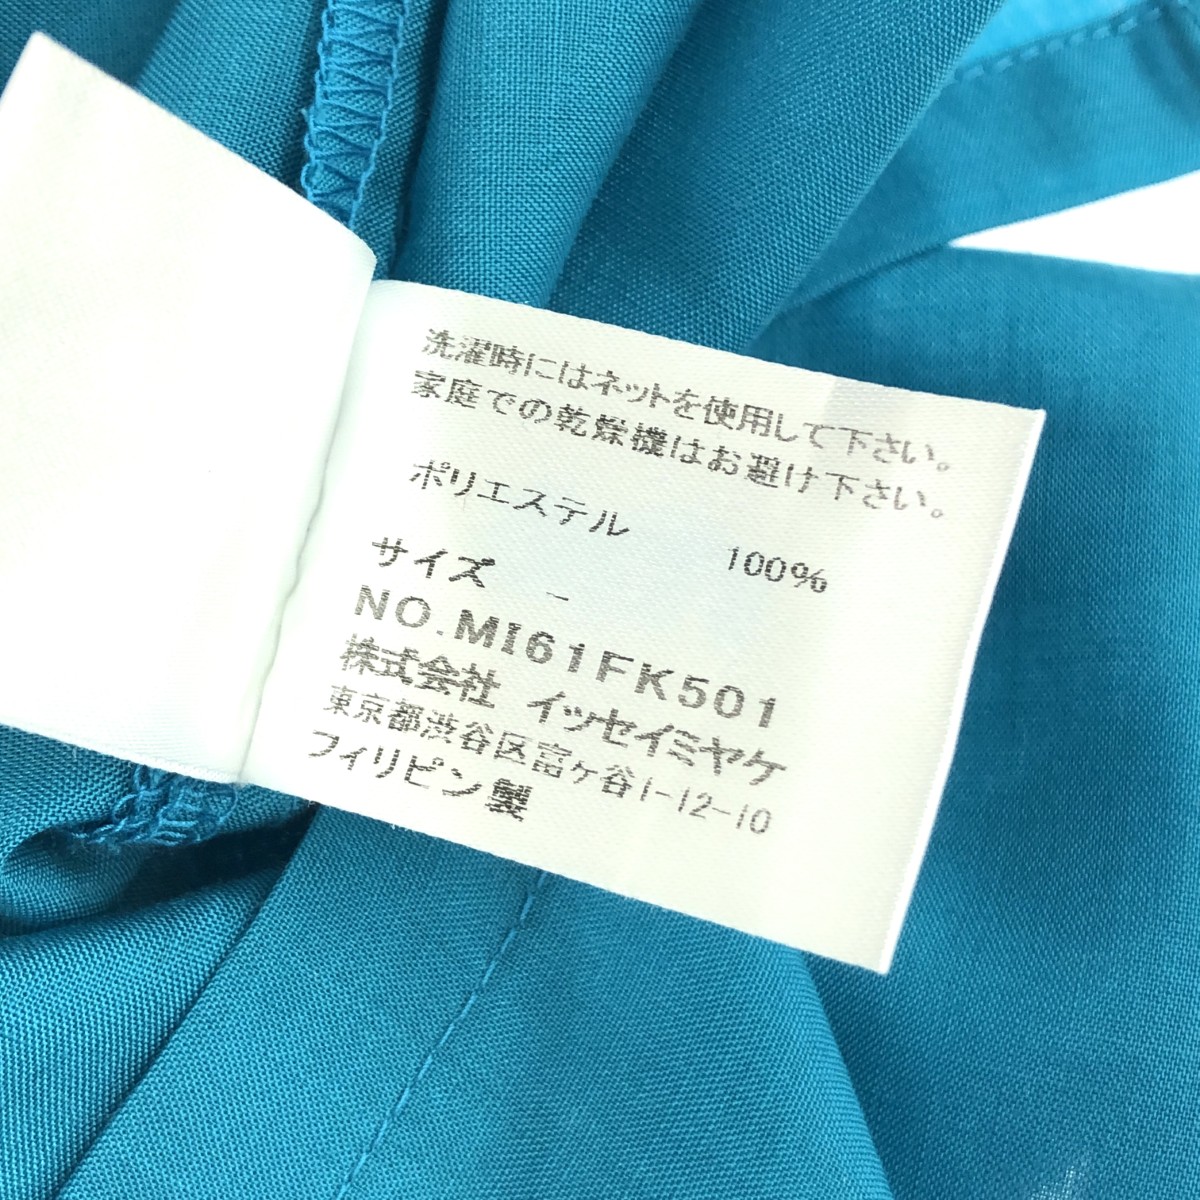 洗濯時にはネットを使用して下さい。
家庭での乾燥機はお避け下さい。
ポリエステル 100%
サイズ -
NO.MI61FK501
株式会社 イッセイミヤケ
東京都渋谷区富ヶ谷1-12-10
フィリピン製